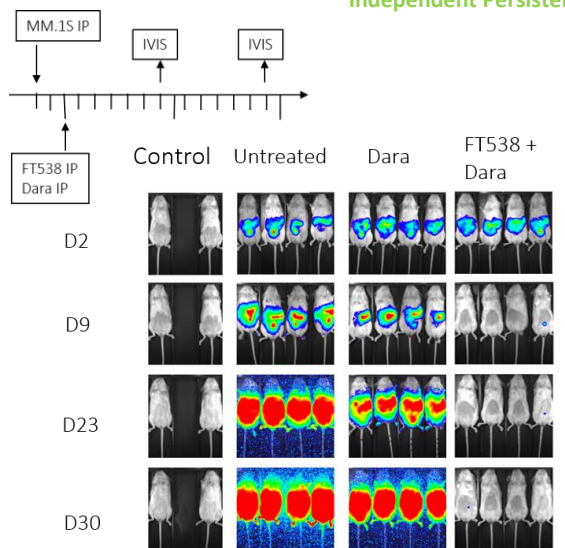 Independent Persister
MM.1S IP
IVIS
IVIS
FT538 IP
Dara IP
Control
Untreated
Dara
FT538 +
Dara
D2
D9
D23
D30